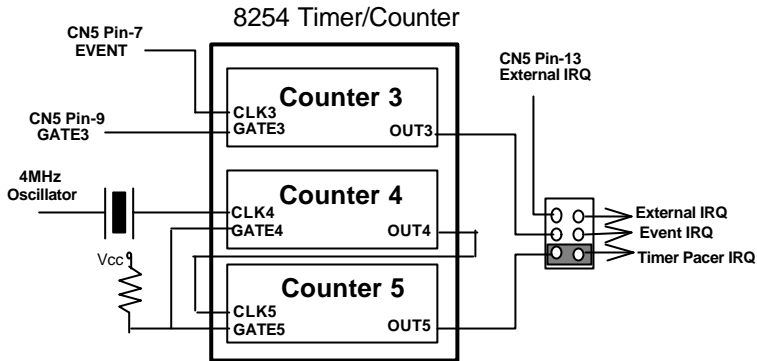 8254 Timer/Counter
CN5 Pin-7
EVENT
CN5 Pin-13
External IRQ
Counter 3
CLK3
GATE3
OUT3
CN5 Pin-9
GATE3
4MHz
Oscillator
Counter 4
CLK4
GATE4
OUT4
External IRQ
Event IRQ
Timer Pacer IRQ
Vcc
Counter 5
CLK5
GATE5
OUT5